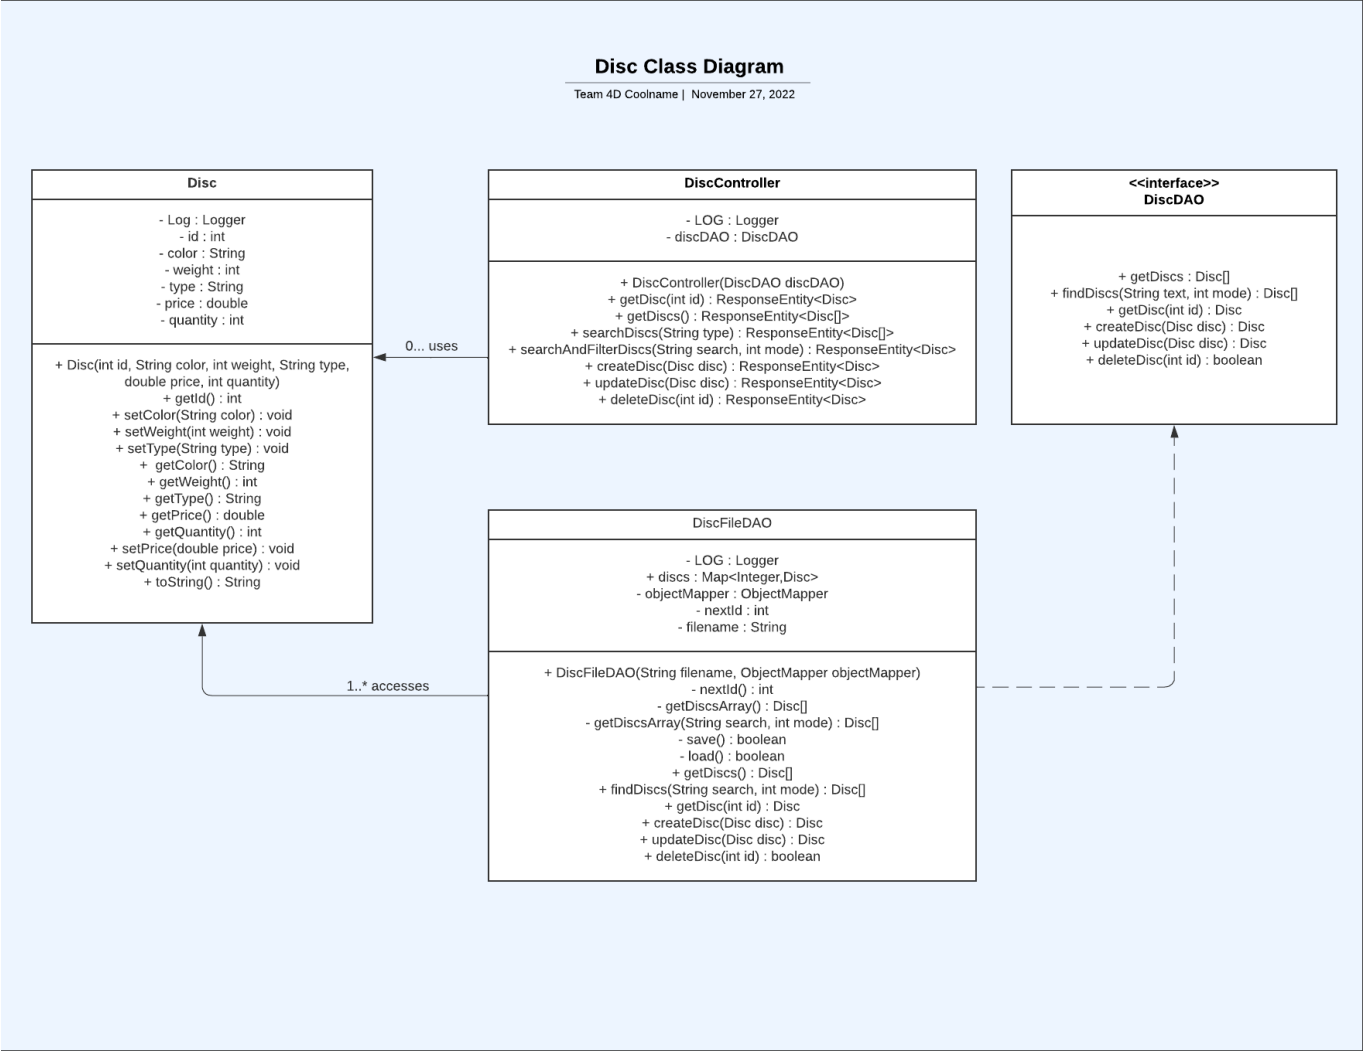 Disc Class Diagram
Team 4D Coolname |  November 27, 2022
Disc
- Log : Logger
- id : int
- color : String
- weight : int
- type : String
- price : double
- quantity : int
+ Disc(int id, String color, int weight, String type,
double price, int quantity)
+ getId() : int
+ setColor(String color) : void
+ setWeight(int weight) : void
+ setType(String type) : void
+  getColor() : String
+ getWeight() : int
+ getType() : String
+ getPrice() : double
+ getQuantity() : int
+ setPrice(double price) : void
+ setQuantity(int quantity) : void
+ toString() : String
0... uses
DiscController
- LOG : Logger
- discDAO : DiscDAO
+ DiscController(DiscDAO discDAO)
+ getDisc(int id) : ResponseEntity<Disc>
+ getDiscs() : ResponseEntity<Disc[]>
+ searchDiscs(String type) : ResponseEntity<Disc[]>
+ searchAndFilterDiscs(String search, int mode) : ResponseEntity<Disc>
+ createDisc(Disc disc) : ResponseEntity<Disc>
+ updateDisc(Disc disc) : ResponseEntity<Disc>
+ deleteDisc(int id) : ResponseEntity<Disc>
<<interface>>
DiscDAO
+ getDiscs : Disc[]
+ findDiscs(String text, int mode) : Disc[]
+ getDisc(int id) : Disc
+ createDisc(Disc disc) : Disc
+ updateDisc(Disc disc) : Disc
+ deleteDisc(int id) : boolean
1..* accesses
DiscFileDAO
- LOG : Logger
+ discs : Map<Integer,Disc>
- objectMapper : ObjectMapper
- nextId : int
- filename : String
+ DiscFileDAO(String filename, ObjectMapper objectMapper)
- nextId() : int
- getDiscsArray() : Disc[]
- getDiscsArray(String search, int mode) : Disc[]
- save() : boolean
- load() : boolean
+ getDiscs() : Disc[]
+ findDiscs(String search, int mode) : Disc[]
+ getDisc(int id) : Disc
+ createDisc(Disc disc) : Disc
+ updateDisc(Disc disc) : Disc
+ deleteDisc(int id) : boolean